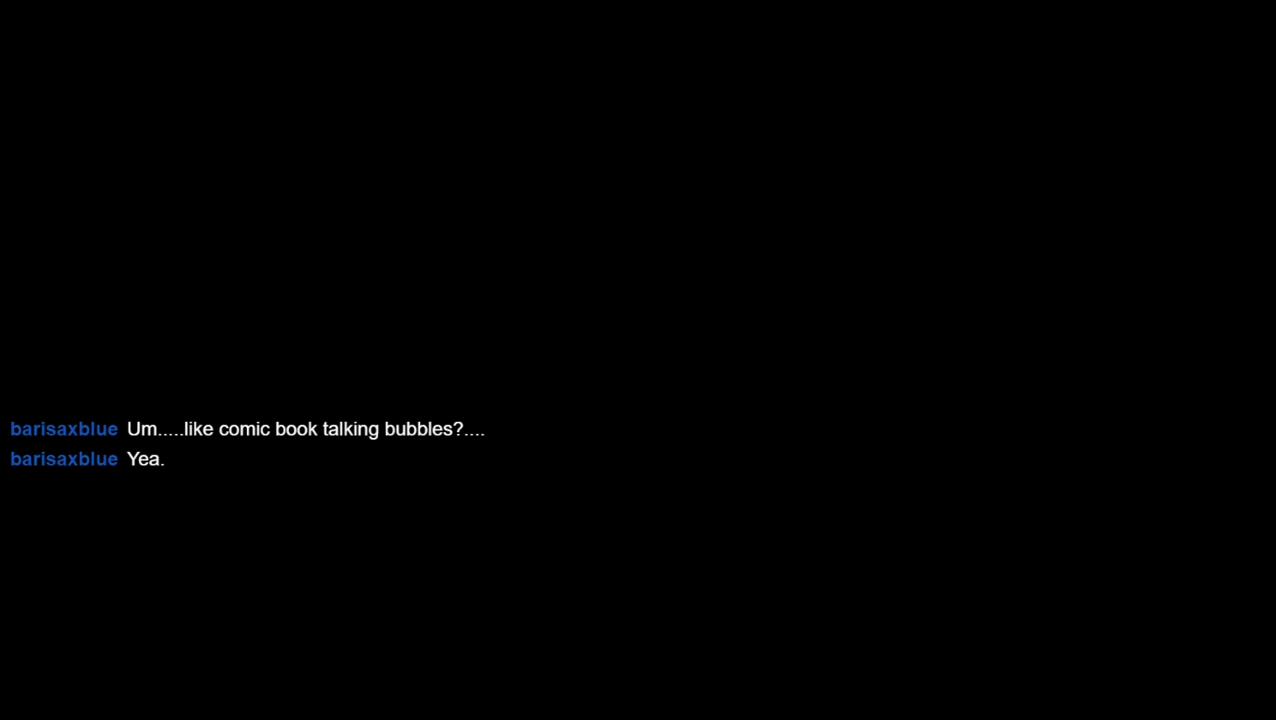 barisaxblue Um.....like comic book talking bubbles?....
barisaxblue Yea.